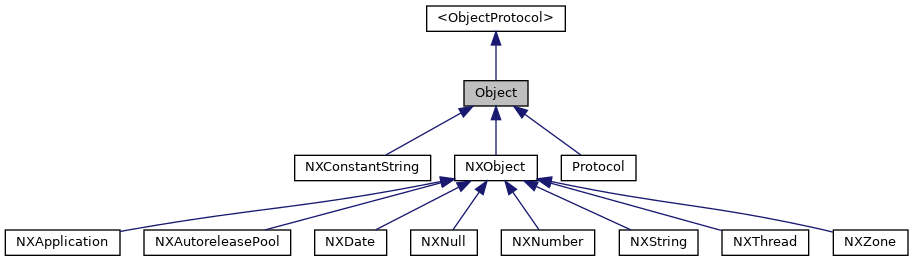 <ObjectProtocol>
Object
NXConstantString
NXObject
Protocol
NXApplication
NXAutoreleasePool
NXDate
NXNull
NXNumber
NXString
NXThread
NXZone